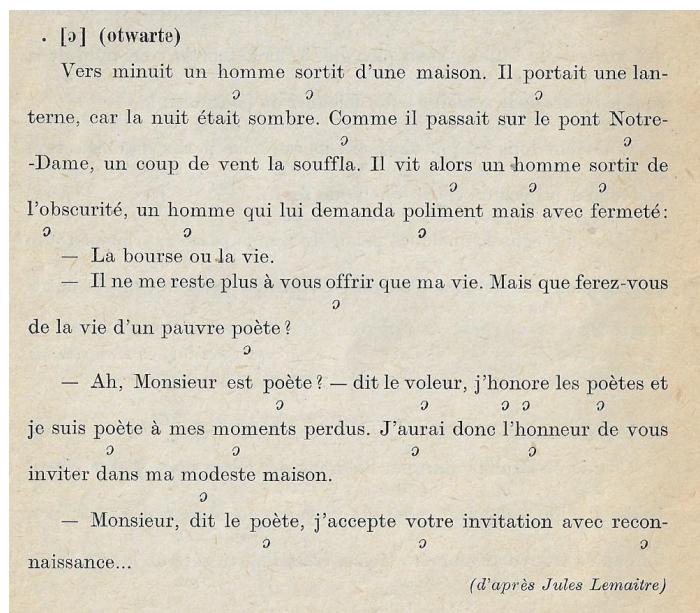 . [ɔ] (otwarte)
Vers minuit un homme sortit d'une maison. Il portait une lan-
ɔ ɔ ɔ
terne, car la nuit était sombre. Comme il passait sur le pont Notre-
ɔ ɔ
-Dame, un coup de vent la souffla. Il vit alors un homme sortir de
ɔ ɔ ɔ
l'obscurité, un homme qui lui demanda poliment mais avec fermeté:
ɔ ɔ ɔ
— La bourse ou la vie.
— Il ne me reste plus à vous offrir que ma vie. Mais que ferez-vous
ɔ
de la vie d'un pauvre poète?
ɔ
— Ah, Monsieur est poète? — dit le voleur, j'honore les poètes et
ɔ ɔ ɔ ɔ ɔ
je suis poète à mes moments perdus. J'aurai donc l'honneur de vous
ɔ ɔ ɔ ɔ
inviter dans ma modeste maison.
ɔ
— Monsieur, dit le poète, j'accepte votre invitation avec recon-
ɔ ɔ ɔ
naissance...
(d'après Jules Lemaître)